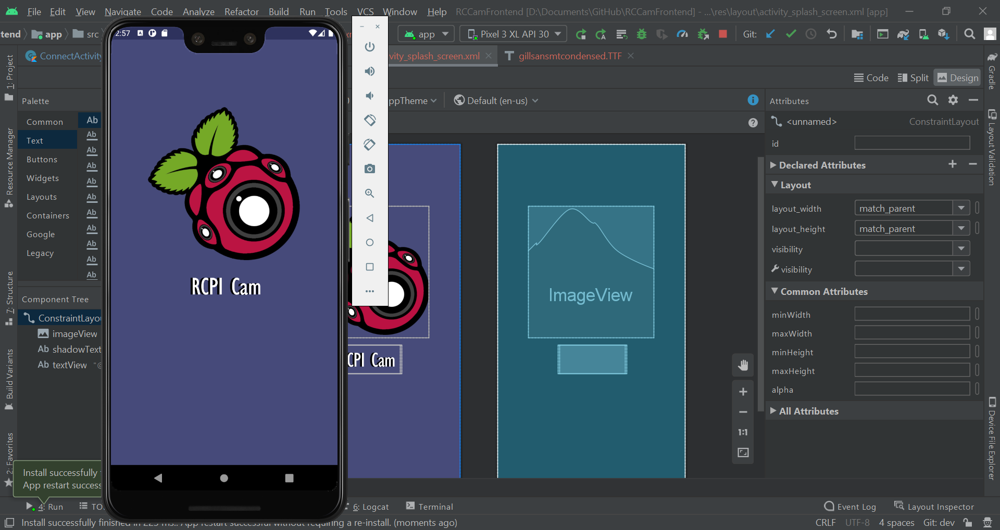 File Edit View Navigate Code Analyze Refactor Build Run Tools VCS Window Help RCCamFrontend [D:\Documents\GitHub\RCCamFrontend] - ...\res\layout\activity_splash_screen.xml [app]
tend app src app Pixel 3 XL API 30 Git:
2:57
ConnectActivity vity_splash_screen.xml gillsansmtcondensed.TTF
Code Split Design
Palette
ppTheme Default (en-us)
Attributes
Common
Text
Buttons
Widgets
Layouts
Containers
Google
Legacy
Ab
Ab
Ab
Ab
Ab
Ab
Ab
Ab
Ab
Ab
Ab
Component Tree
ConstraintLayou
imageView
Ab shadowText
Ab textView "@
RCPI Cam
CPI Cam
ImageView
1:1
<unnamed> ConstraintLayout
id
Declared Attributes
Layout
layout_width match_parent
layout_height match_parent
visibility
visibility
Common Attributes
minWidth
maxWidth
minHeight
maxHeight
alpha
All Attributes
1: Project
Resource Manager
7: Structure
Build Variants
2: Favorites
Gradle
Layout Validation
Device File Explorer
Install successfully
App restart success
4: Run TO 6: Logcat Terminal Event Log Layout Inspector
Install successfully finished in 225 ms.: App restart successful without requiring a re-install. (moments ago) CRLF UTF-8 4 spaces Git: dev